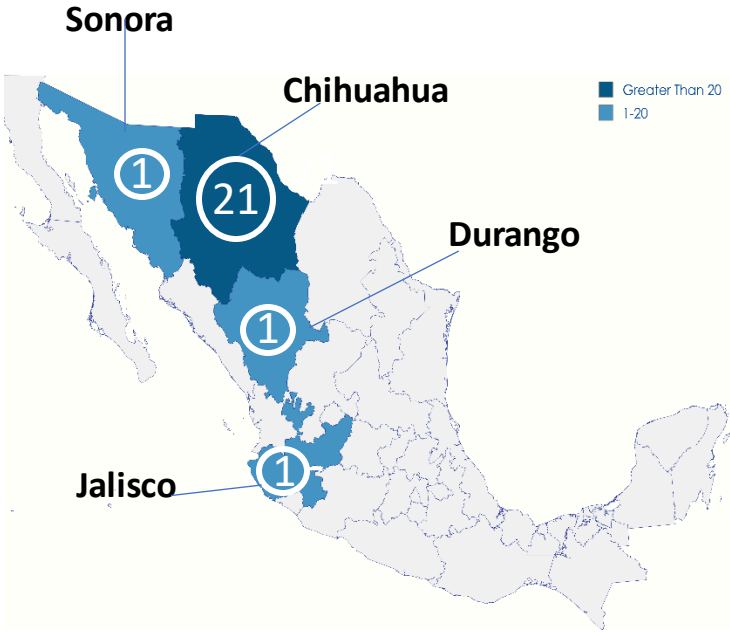 Sonora
Chihuahua
Greater Than 20
1-20
1
21
Durango
1
Jalisco
1